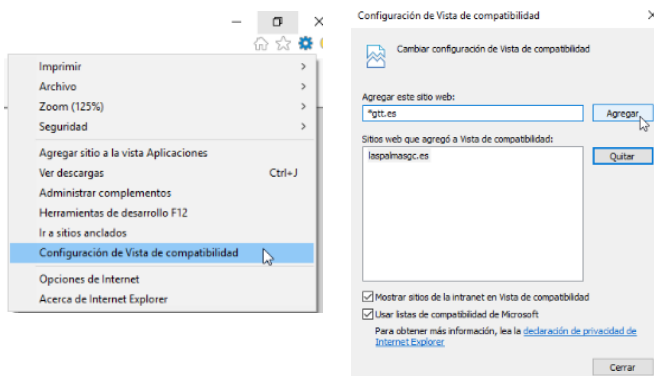 Imprimir
Archivo
Zoom (125%)
Seguridad
Agregar sitio a la vista Aplicaciones
Ver descargas Ctrl+J
Administrar complementos
Herramientas de desarrollo F12
Ir a sitios anclados
Configuración de Vista de compatibilidad
Opciones de Internet
Acerca de Internet Explorer
Configuración de Vista de compatibilidad
Cambiar configuración de Vista de compatibilidad
Agregar este sitio web:
*gtt.es Agregar
Sitios web que agregó a Vista de compatibilidad:
laspalmasgc.es Quitar
Mostrar sitios de la intranet en Vista de compatibilidad
Usar listas de compatibilidad de Microsoft
Para obtener más información, lea la declaración de privacidad de
Internet Explorer
Cerrar